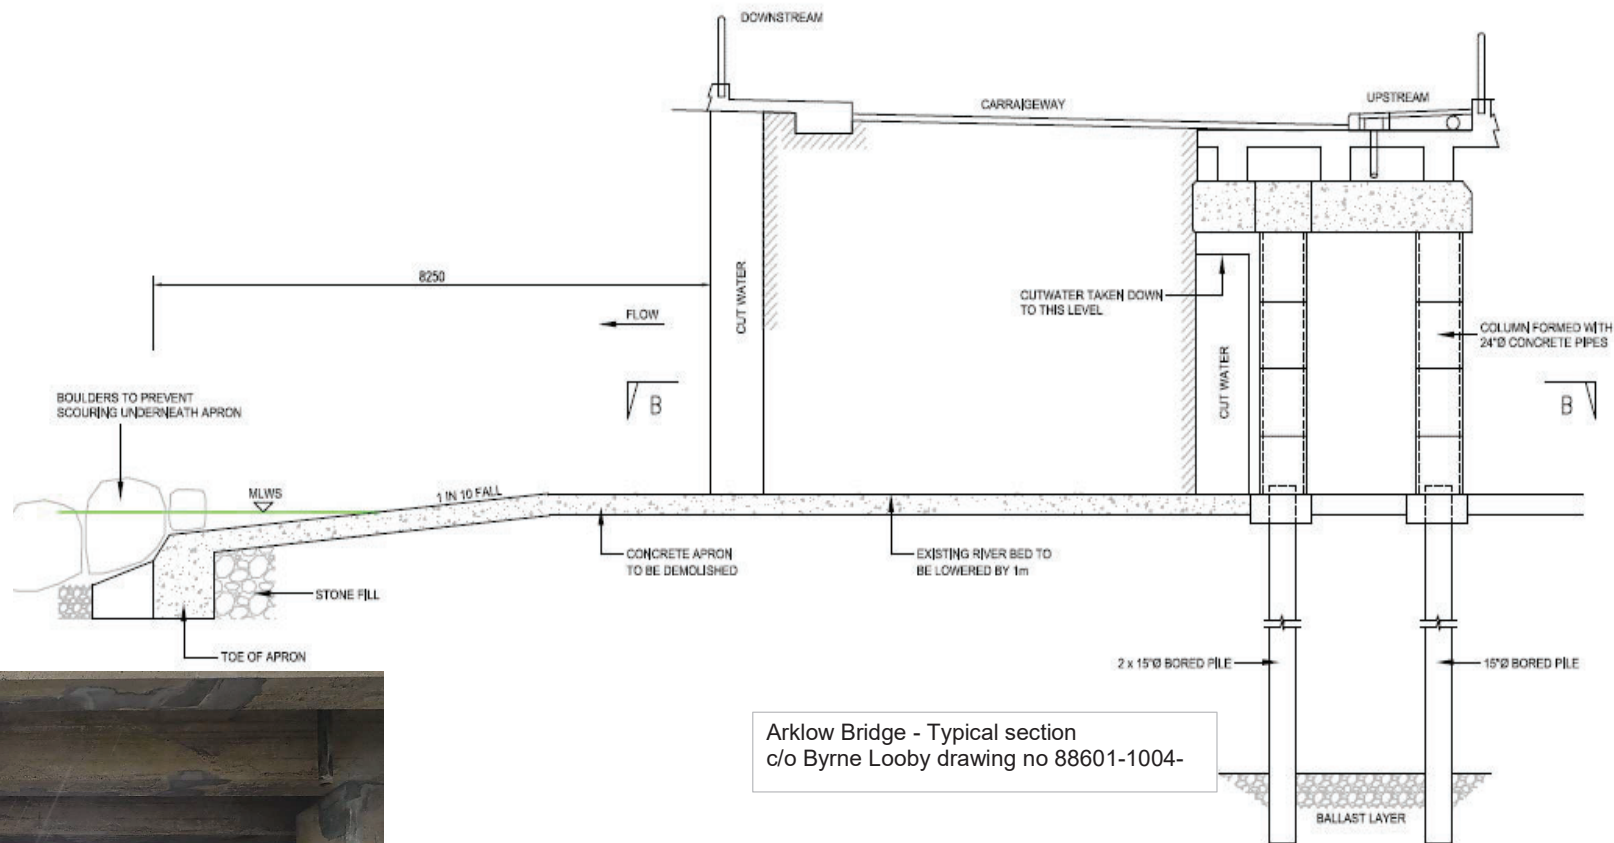 DOWNSTREAM
CARRAIGEWAY
UPSTREAM
8250
FLOW
CUT WATER
CUTWATER TAKEN DOWN
TO THIS LEVEL
COLUMN FORMED WITH
24"Ø CONCRETE PIPES
CUT WATER
B
B
BOULDERS TO PREVENT
SCOURING UNDERNEATH APRON
MLWS
1 IN 10 FALL
CONCRETE APRON
TO BE DEMOLISHED
EXISTING RIVER BED TO
BE LOWERED BY 1m
STONE FILL
TOE OF APRON
2 x 15"Ø BORED PILE
15"Ø BORED PILE
Arklow Bridge - Typical section
c/o Byrne Looby drawing no 88601-1004-
BALLAST LAYER